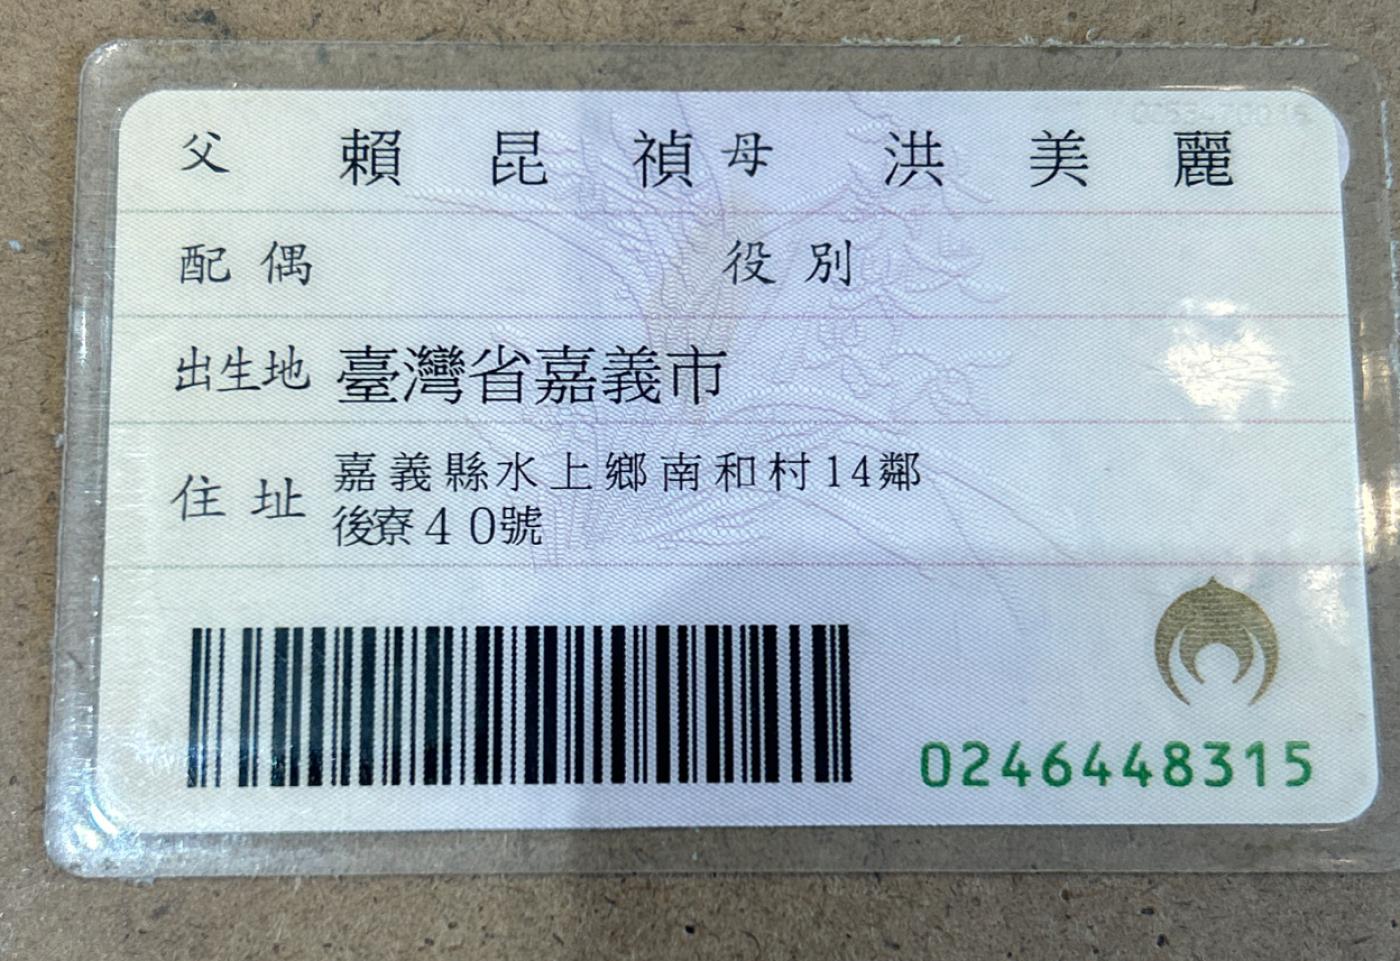 父 賴昆禎 母 洪美麗
配偶 役別
出生地 臺灣省嘉義市
住址 嘉義縣水上鄉南和村14鄰
後寮40號
0246448315